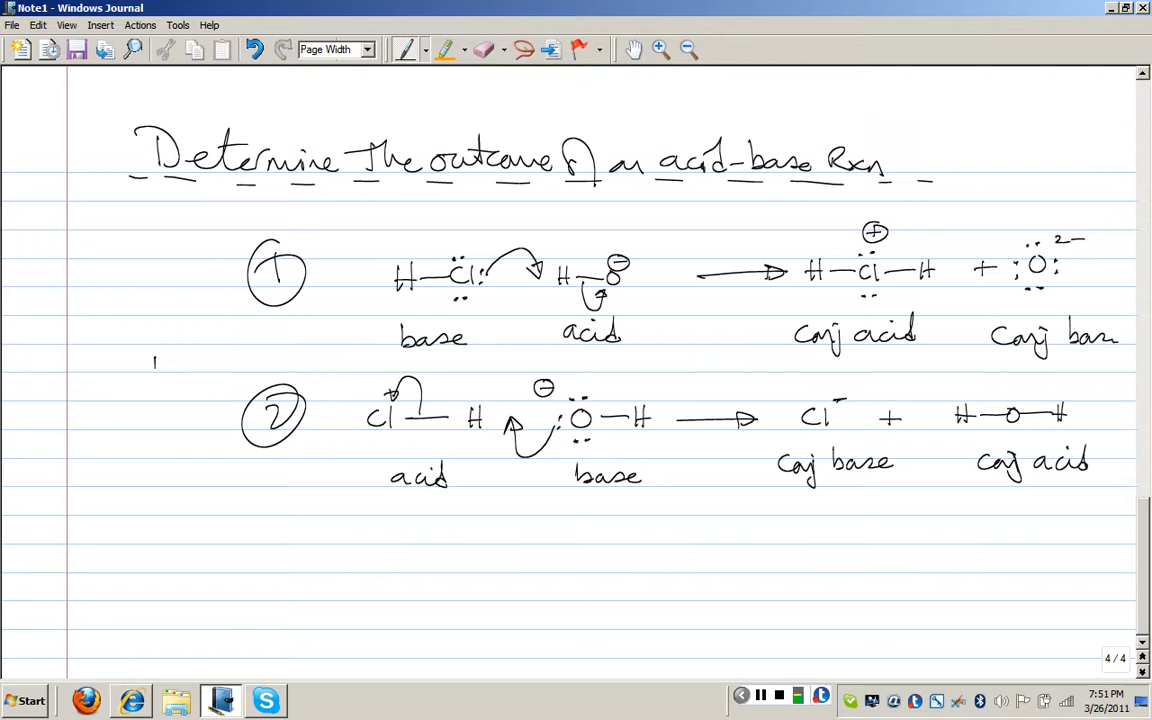 Note1 - Windows Journal
File Edit View Insert Actions Tools Help
Page Width
Determine The outcome of an acid-base Rxn
1 H—Cl: H—O ⊖ → H—Cl—H ⊕ + :O: 2−
base acid conj acid conj base
2 Cl—H ⊖ :O—H → Cl⁻ + H—O—H
acid base conj base conj acid
4 / 4
Start
7:51 PM
3/26/2011